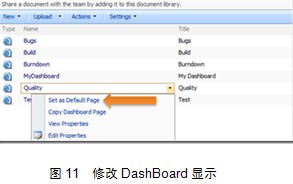 Share a document with the team by adding it to this document library.
New Upload Actions Settings
Type Name Title
Bugs Bugs
Build Build
Burndown Burndown
MyDashboard My Dashboard
Quality Quality
Tes Test
Set as Default Page
Copy Dashboard Page
View Properties
Edit Properties
图 11 修改 DashBoard 显示